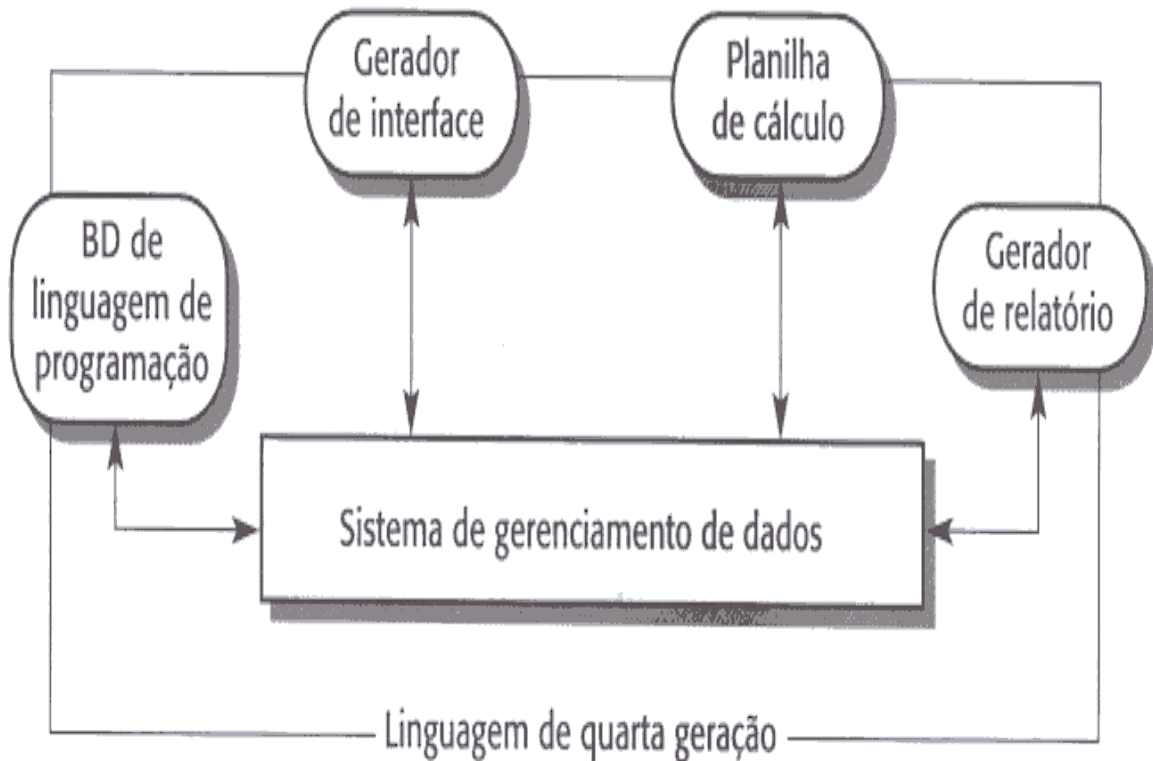 Gerador
de interface
Planilha
de cálculo
BD de
linguagem de
programação
Gerador
de relatório
Sistema de gerenciamento de dados
Linguagem de quarta geração